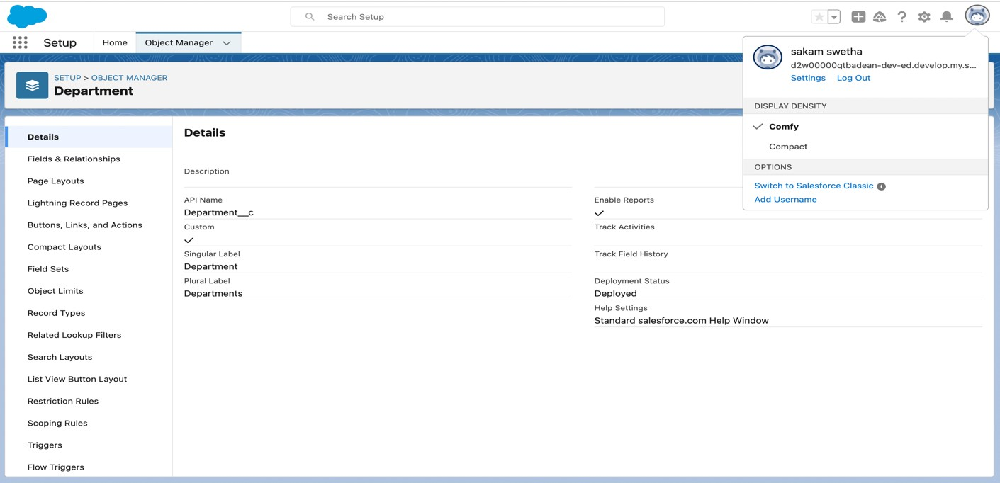 Search Setup
Setup
Home
Object Manager
SETUP > OBJECT MANAGER
Department
sakam swetha
d2w00000qtbadean-dev-ed.develop.my.s...
Settings Log Out
DISPLAY DENSITY
Comfy
Compact
OPTIONS
Switch to Salesforce Classic
Add Username
Details
Fields & Relationships
Page Layouts
Lightning Record Pages
Buttons, Links, and Actions
Compact Layouts
Field Sets
Object Limits
Record Types
Related Lookup Filters
Search Layouts
List View Button Layout
Restriction Rules
Scoping Rules
Triggers
Flow Triggers
Details
Description
API Name
Department__c
Custom
Singular Label
Department
Plural Label
Departments
Enable Reports
Track Activities
Track Field History
Deployment Status
Deployed
Help Settings
Standard salesforce.com Help Window